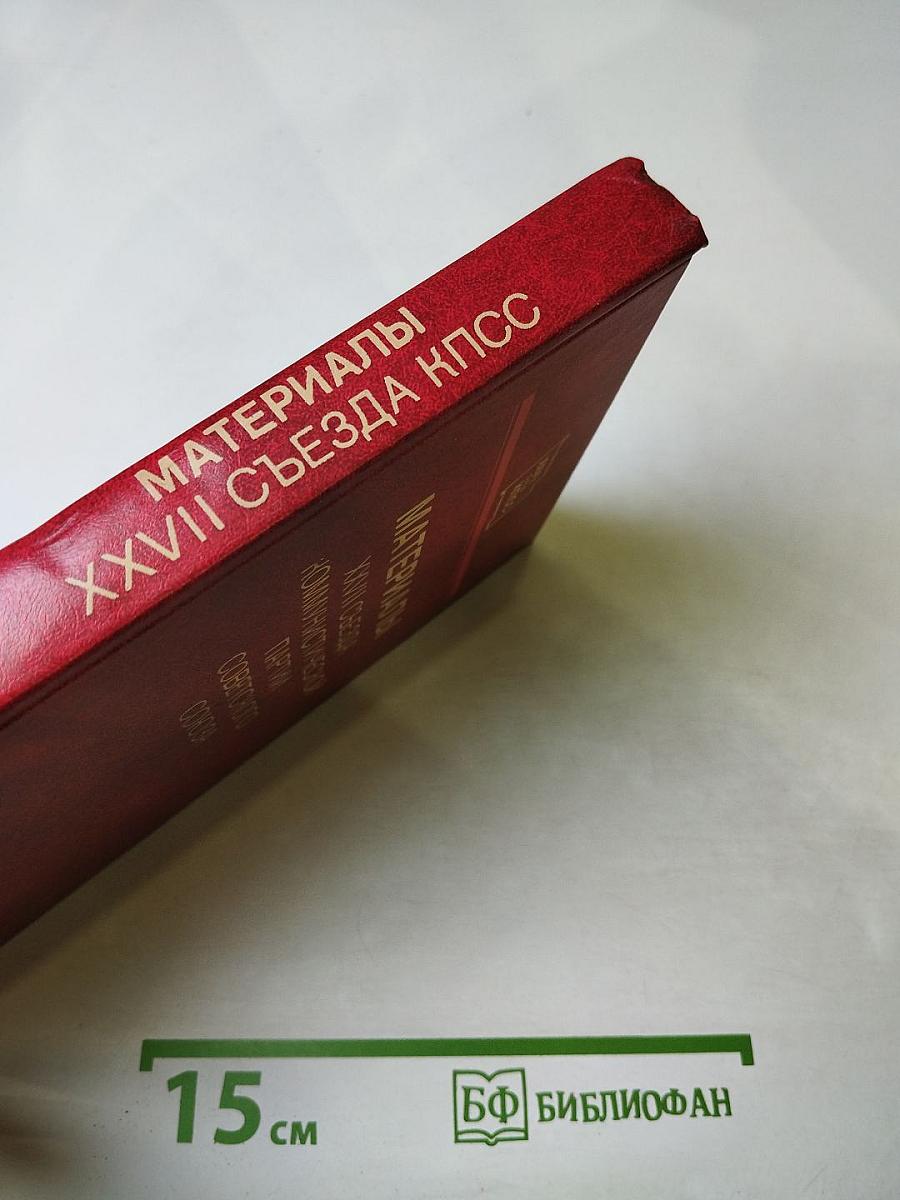 МАТЕРИАЛЫ
XXVII СЪЕЗДА КПСС
МАТЕРИАЛЫ
XXVII СЪЕЗДА
КОММУНИСТИЧЕСКОЙ
ПАРТИИ
СОВЕТСКОГО
СОЮЗА
15 см
БФ БИБЛИОФАН